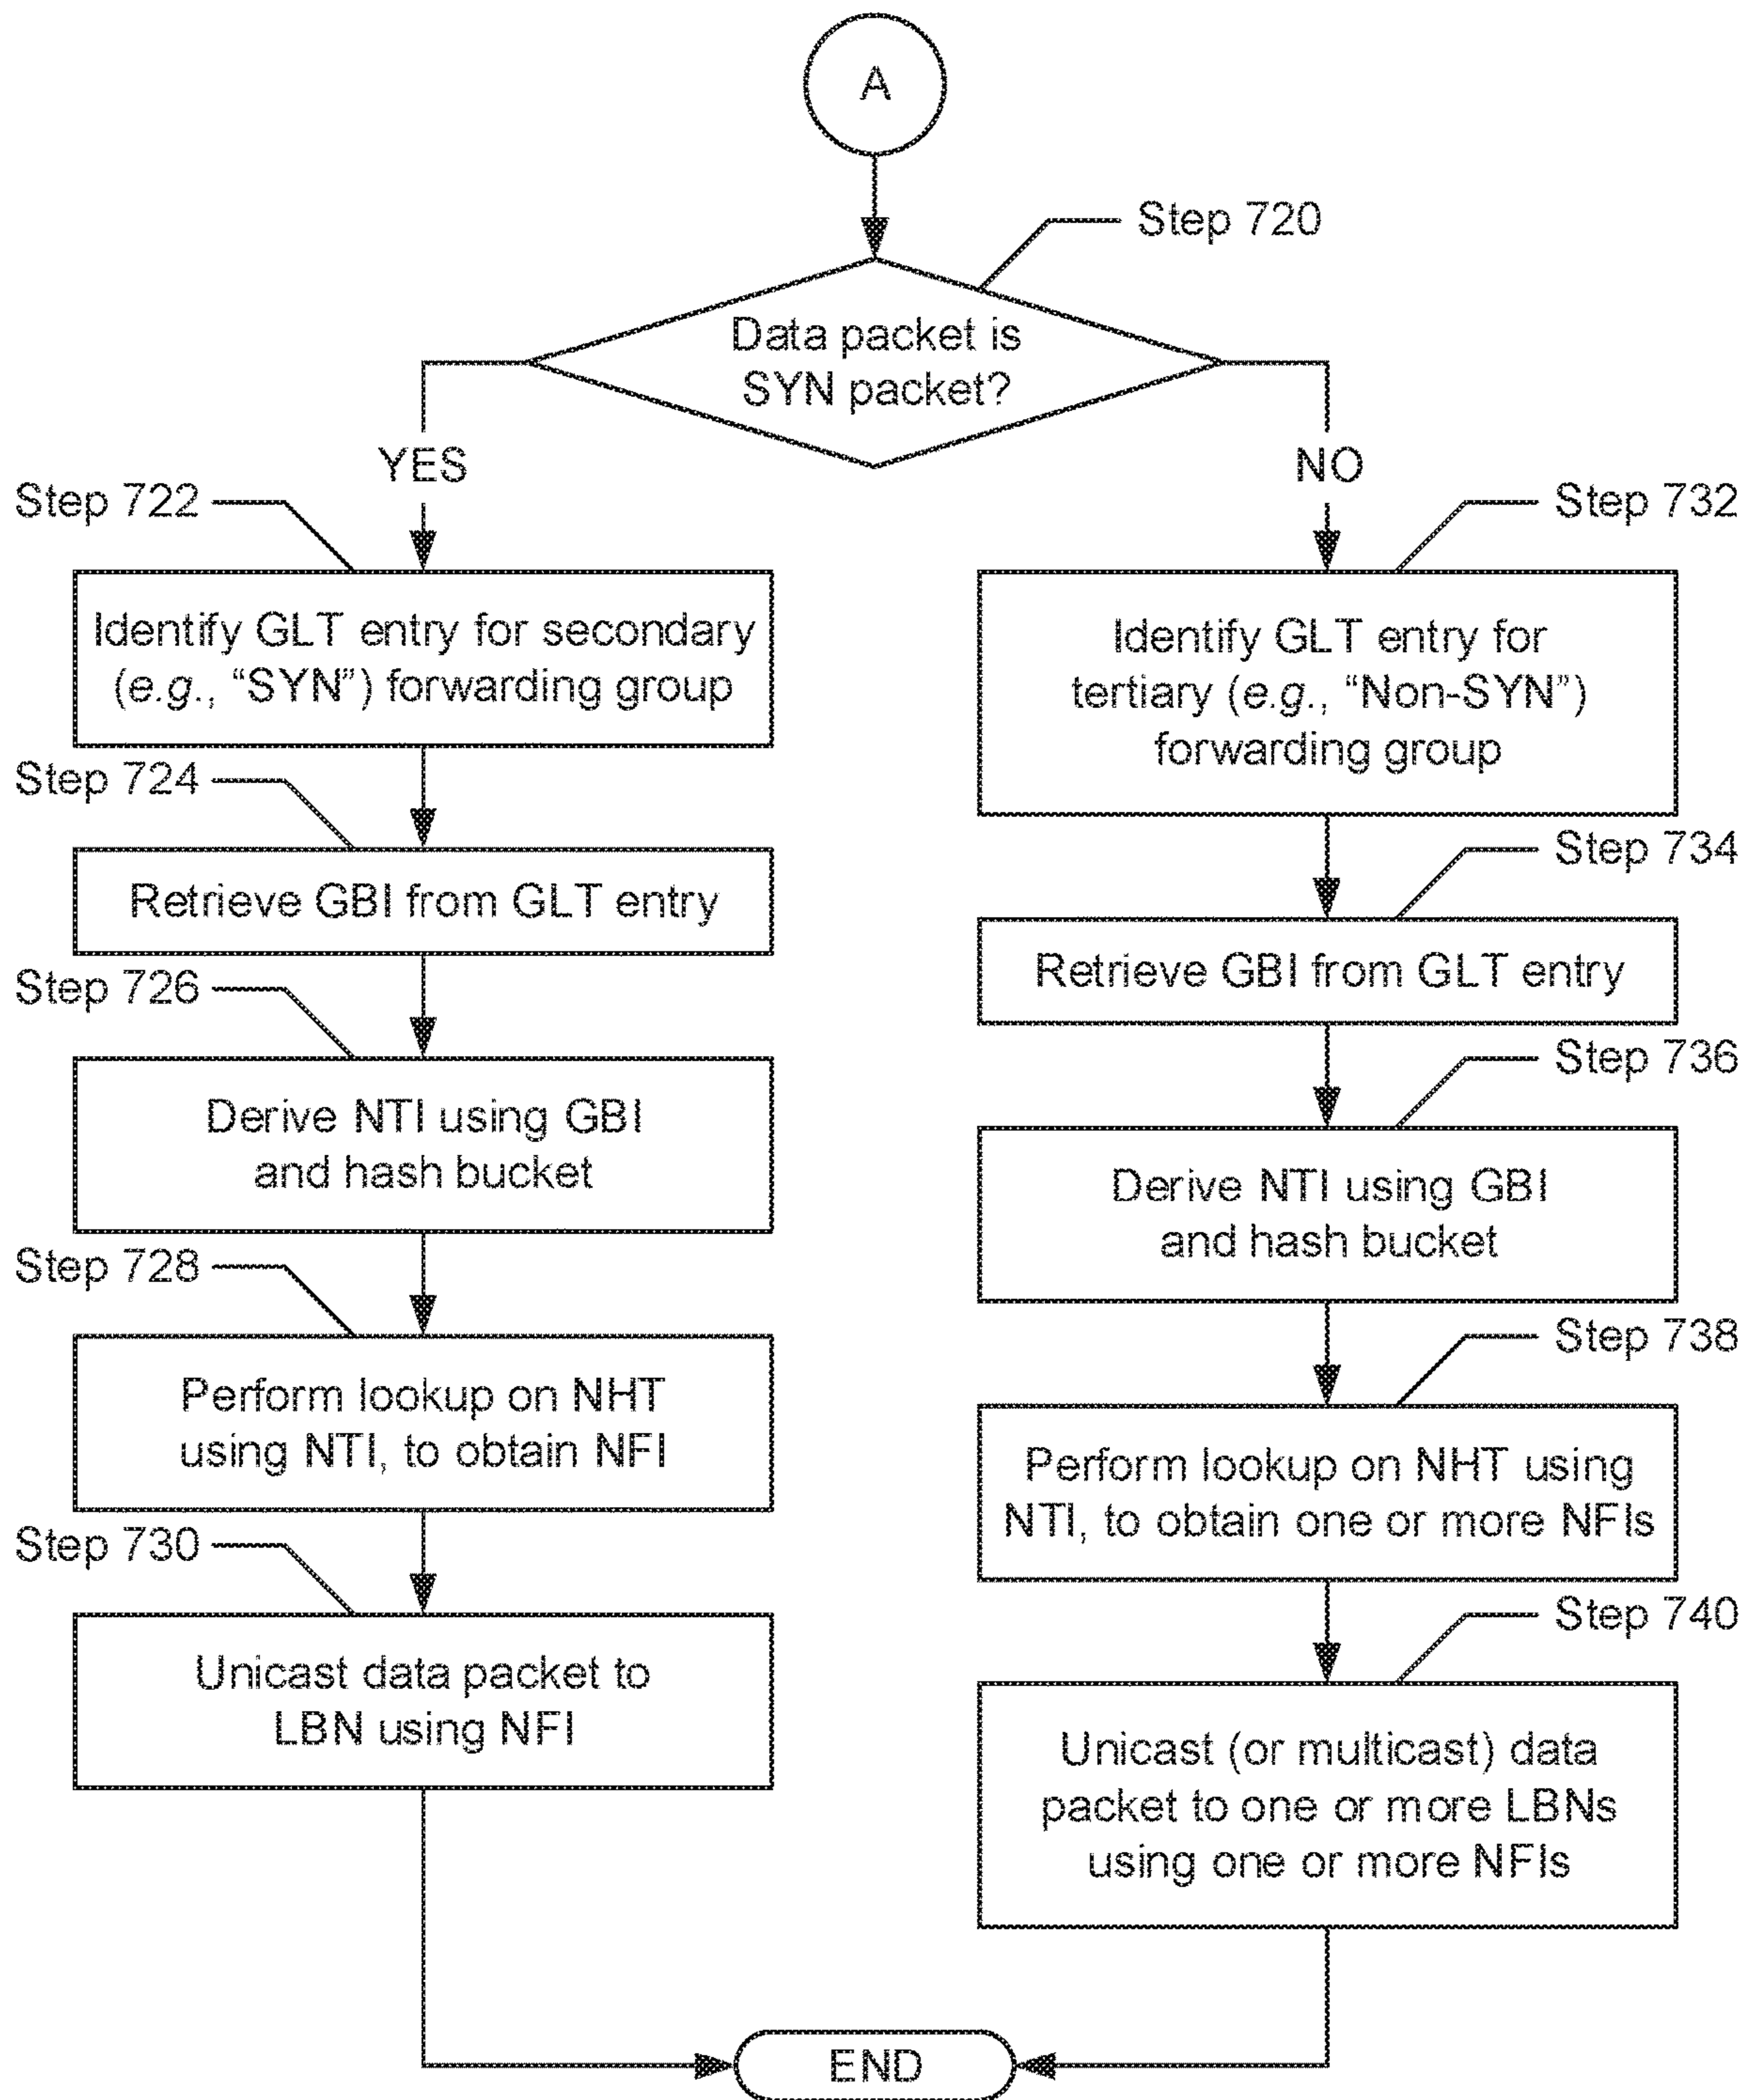 A
Step 720
Data packet is
SYN packet?
YES
NO
Step 722
Identify GLT entry for secondary
(e.g., “SYN”) forwarding group
Step 724
Retrieve GBI from GLT entry
Step 726
Derive NTI using GBI
and hash bucket
Step 728
Perform lookup on NHT
using NTI, to obtain NFI
Step 730
Unicast data packet to
LBN using NFI
Step 732
Identify GLT entry for
tertiary (e.g., “Non-SYN”)
forwarding group
Step 734
Retrieve GBI from GLT entry
Step 736
Derive NTI using GBI
and hash bucket
Step 738
Perform lookup on NHT using
NTI, to obtain one or more NFIs
Step 740
Unicast (or multicast) data
packet to one or more LBNs
using one or more NFIs
END